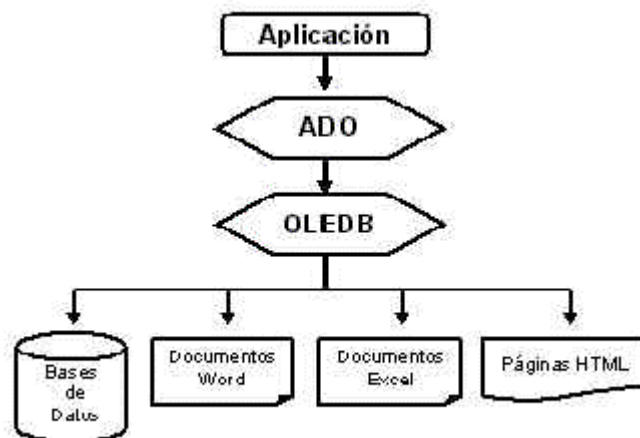 Aplicación
ADO
OLEDB
Bases
de
Datos
Documentos
Word
Documentos
Excel
Páginas HTML